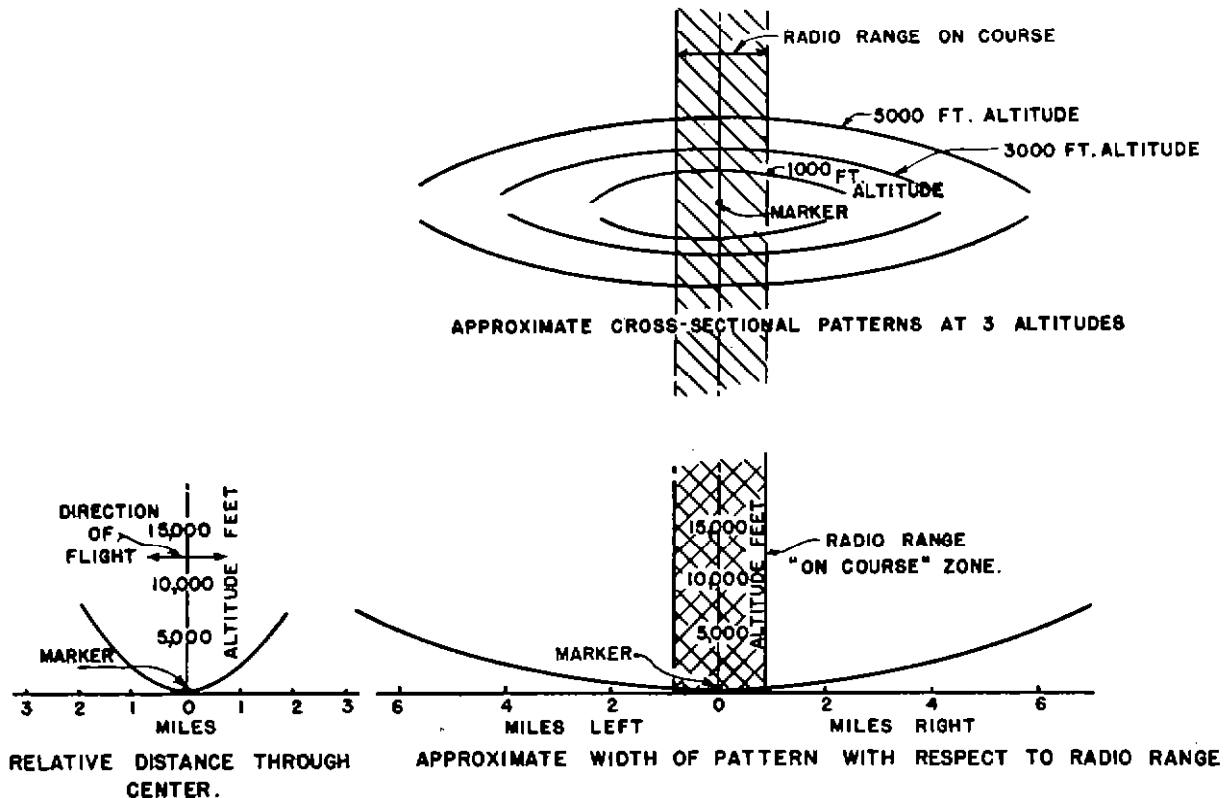 RADIO RANGE ON COURSE
5000 FT. ALTITUDE
3000 FT. ALTITUDE
1000 FT.
ALTITUDE
MARKER
APPROXIMATE CROSS-SECTIONAL PATTERNS AT 3 ALTITUDES
DIRECTION
OF
FLIGHT
15,000
10,000
5,000
ALTITUDE FEET
MARKER
3 2 1 0 1 2 3
MILES
RELATIVE DISTANCE THROUGH
CENTER.
15,000
10,000
5,000
ALTITUDE FEET
RADIO RANGE
"ON COURSE" ZONE.
MARKER
6 4 2 0 2 4 6
MILES LEFT MILES RIGHT
APPROXIMATE WIDTH OF PATTERN WITH RESPECT TO RADIO RANGE